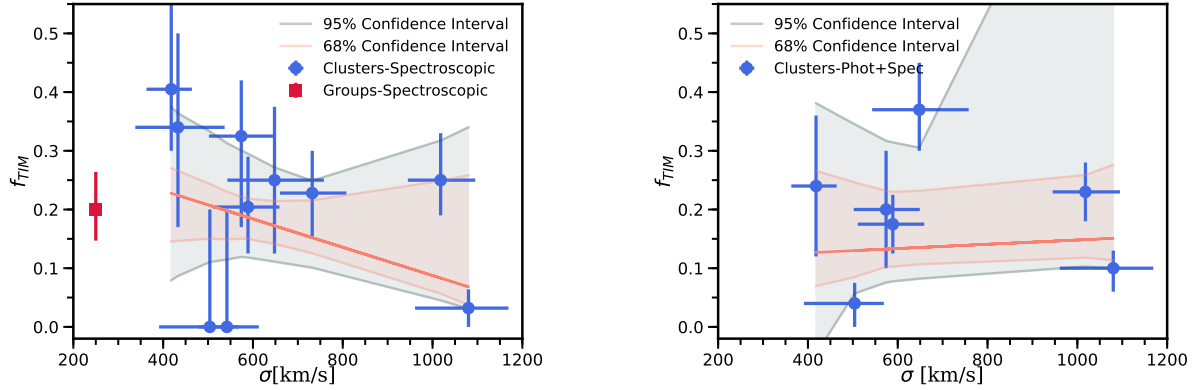 95% Confidence Interval
68% Confidence Interval
Clusters-Spectroscopic
Groups-Spectroscopic
f_TIM
0.5
0.4
0.3
0.2
0.1
0.0
200 400 600 800 1000 1200
σ[km/s]
95% Confidence Interval
68% Confidence Interval
Clusters-Phot+Spec
f_TIM
0.5
0.4
0.3
0.2
0.1
0.0
200 400 600 800 1000 1200
σ [km/s]